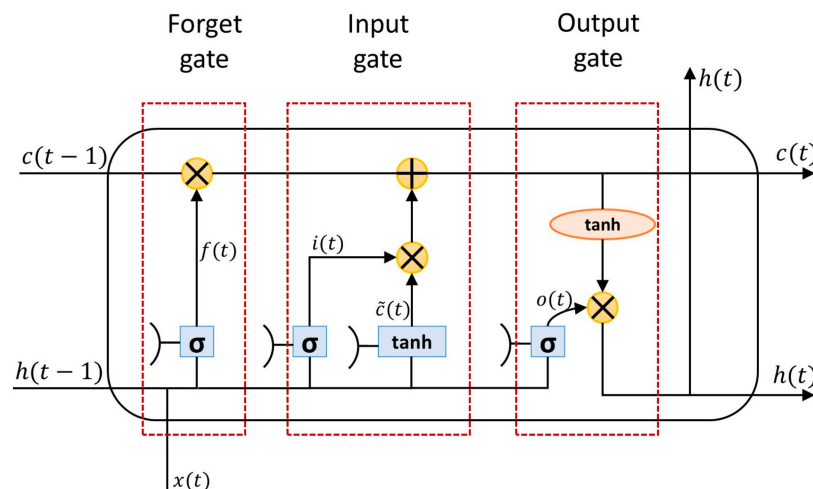 Forget
gate
Input
gate
Output
gate
h(t)
c(t−1)
c(t)
tanh
f(t)
i(t)
c̃(t)
o(t)
σ
σ
tanh
σ
h(t−1)
h(t)
x(t)